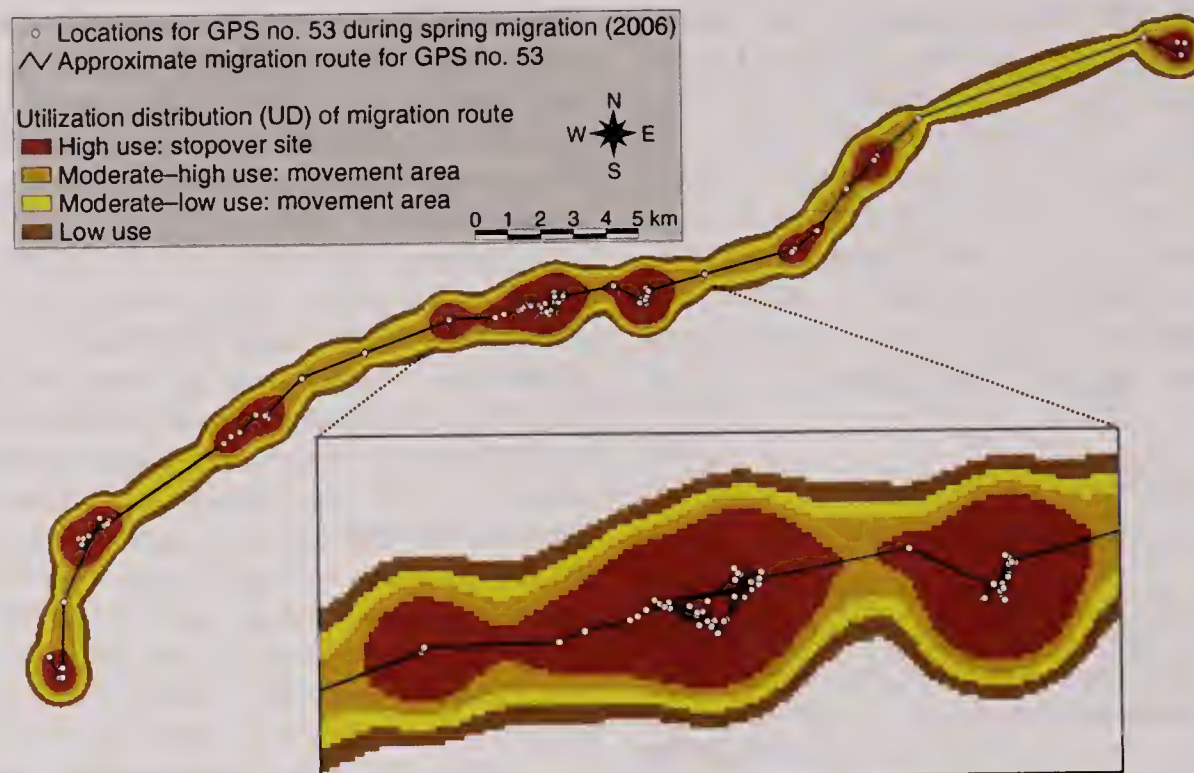 Locations for GPS no. 53 during spring migration (2006)
Approximate migration route for GPS no. 53
Utilization distribution (UD) of migration route
High use: stopover site
Moderate–high use: movement area
Moderate–low use: movement area
Low use
N
W E
S
0 1 2 3 4 5 km